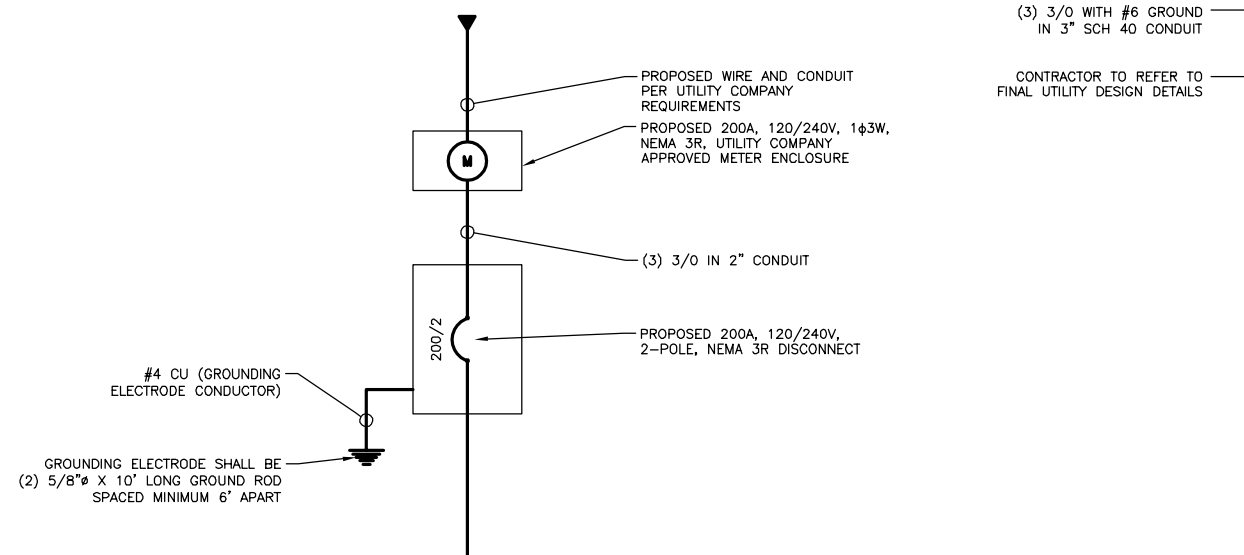 (3) 3/0 WITH #6 GROUND
IN 3" SCH 40 CONDUIT
CONTRACTOR TO REFER TO
FINAL UTILITY DESIGN DETAILS
PROPOSED WIRE AND CONDUIT
PER UTILITY COMPANY
REQUIREMENTS
PROPOSED 200A, 120/240V, 1ϕ3W,
NEMA 3R, UTILITY COMPANY
APPROVED METER ENCLOSURE
M
(3) 3/0 IN 2" CONDUIT
200/2
PROPOSED 200A, 120/240V,
2-POLE, NEMA 3R DISCONNECT
#4 CU (GROUNDING
ELECTRODE CONDUCTOR)
GROUNDING ELECTRODE SHALL BE
(2) 5/8"ø X 10' LONG GROUND ROD
SPACED MINIMUM 6' APART